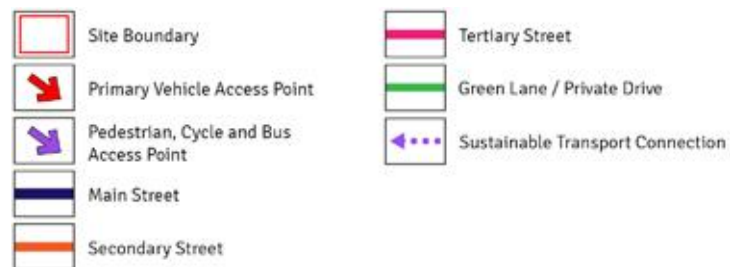 Site Boundary
Primary Vehicle Access Point
Pedestrian, Cycle and Bus
Access Point
Main Street
Secondary Street
Tertiary Street
Green Lane / Private Drive
Sustainable Transport Connection